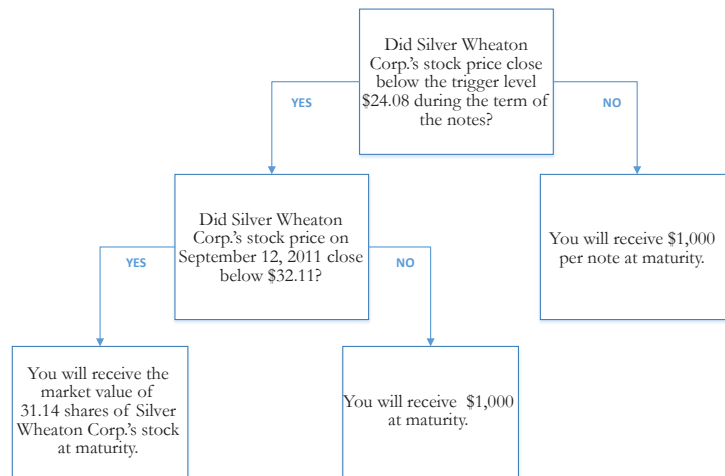 Did Silver Wheaton
Corp.'s stock price close
below the trigger level
$24.08 during the term of
the notes?
YES
NO
Did Silver Wheaton
Corp.'s stock price on
September 12, 2011 close
below $32.11?
You will receive $1,000
per note at maturity.
YES
NO
You will receive the
market value of
31.14 shares of Silver
Wheaton Corp.'s stock
at maturity.
You will receive $1,000
at maturity.